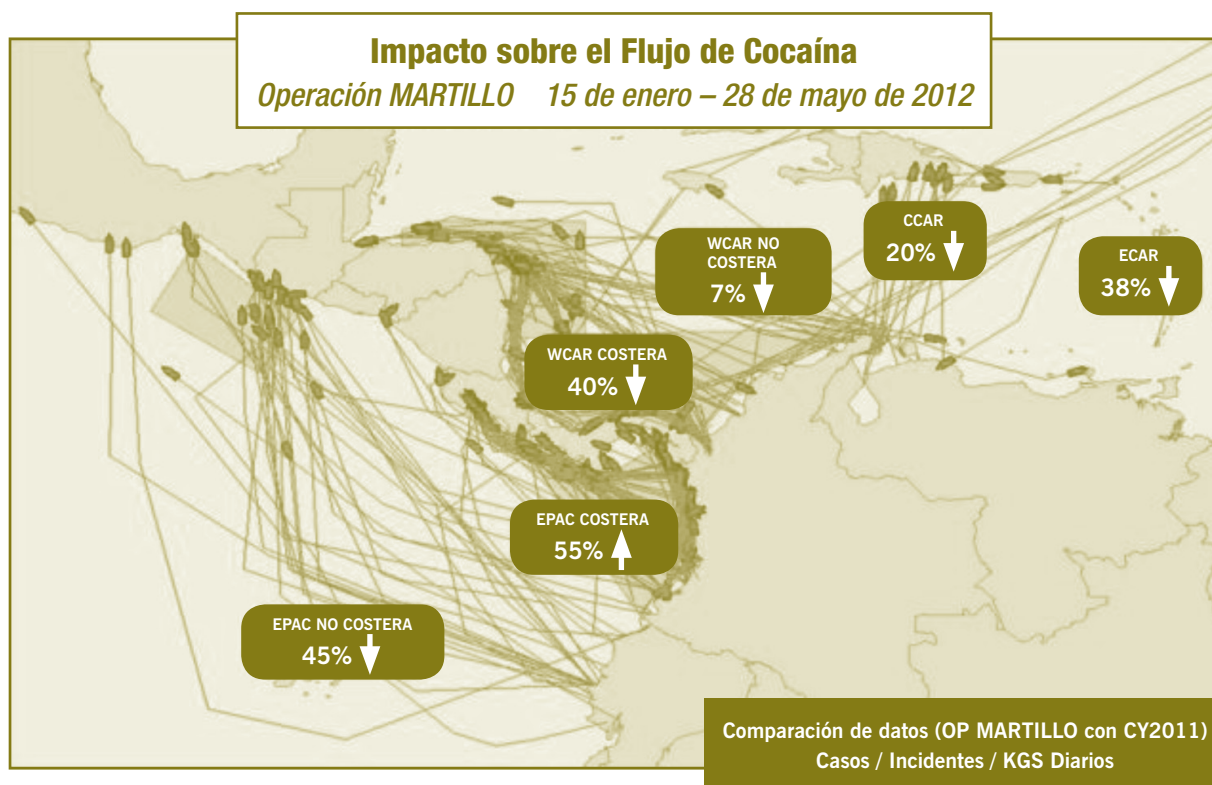 Impacto sobre el Flujo de Cocaína
Operación MARTILLO 15 de enero – 28 de mayo de 2012
CCAR
20%
WCAR NO
COSTERA
7%
ECAR
38%
WCAR COSTERA
40%
EPAC COSTERA
55%
EPAC NO COSTERA
45%
Comparación de datos (OP MARTILLO con CY2011)
Casos / Incidentes / KGS Diarios